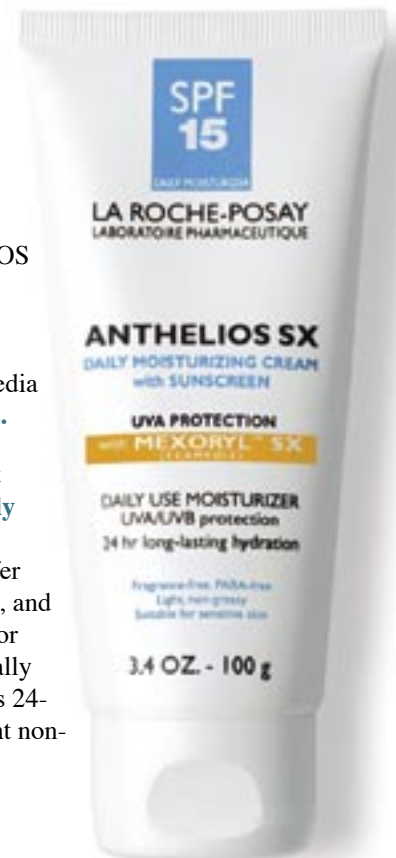 SPF
15
DAILY MOISTURIZER
LA ROCHE-POSAY
LABORATOIRE PHARMACEUTIQUE
ANTHELIOS SX
DAILY MOISTURIZING CREAM
with SUNSCREEN
UVA PROTECTION
with MEXORYL™ SX
DAILY USE MOISTURIZER
UVA/UVB protection
24 hr long-lasting hydration
Fragrance-free, PABA-free
Light, non-greasy
Suitable for sensitive skin
3.4 OZ. - 100 g
OS
edia
.
ly
er
, and
or
ally
s 24-
nt non-